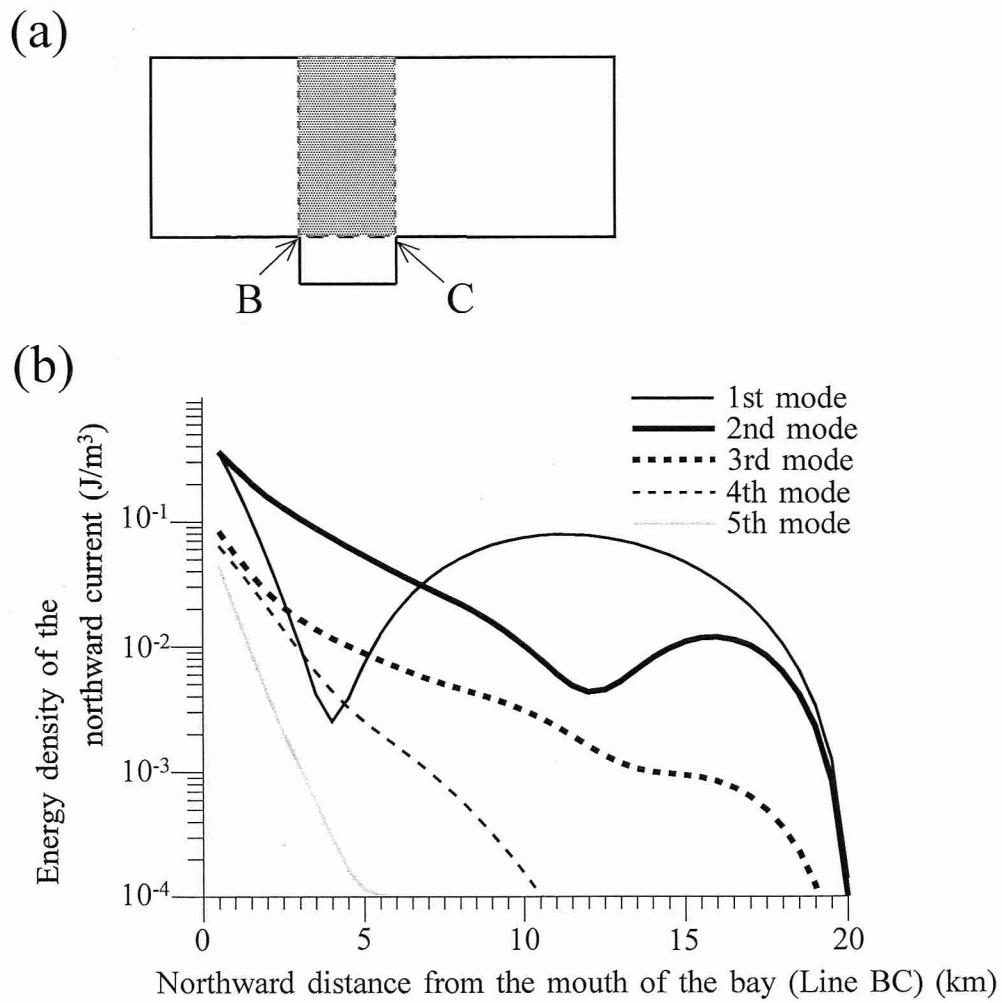 (a)
B
C
(b)
1st mode
2nd mode
3rd mode
4th mode
5th mode
Energy density of the
northward current (J/m³)
10⁻¹
10⁻²
10⁻³
10⁻⁴
0
5
10
15
20
Northward distance from the mouth of the bay (Line BC) (km)